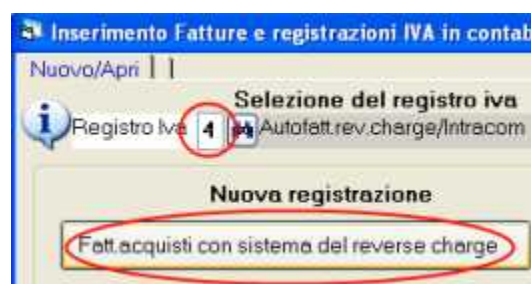 Inserimento Fatture e registrazioni IVA in contab
Nuovo/Apri
Selezione del registro iva
Registro Iva 4 Autofatt.rev.charge/Intracom
Nuova registrazione
Fatt.acquisti con sistema del reverse charge